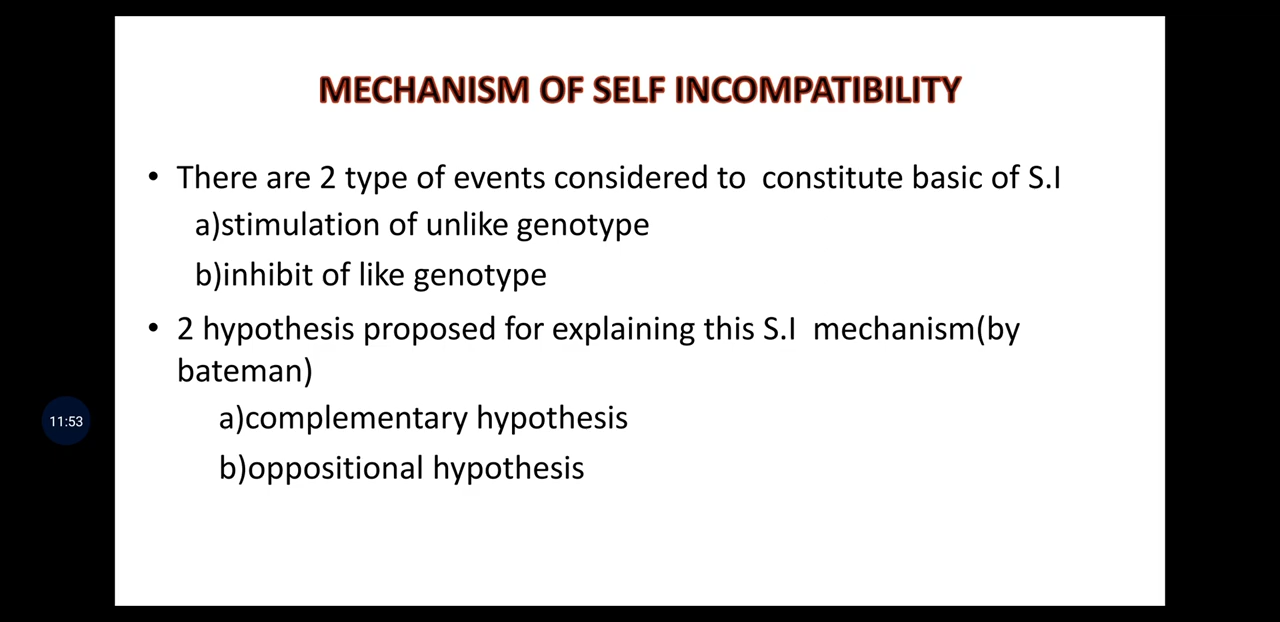 MECHANISM OF SELF INCOMPATIBILITY
• There are 2 type of events considered to constitute basic of S.I
a)stimulation of unlike genotype
b)inhibit of like genotype
• 2 hypothesis proposed for explaining this S.I mechanism(by
bateman)
11:53
a)complementary hypothesis
b)oppositional hypothesis